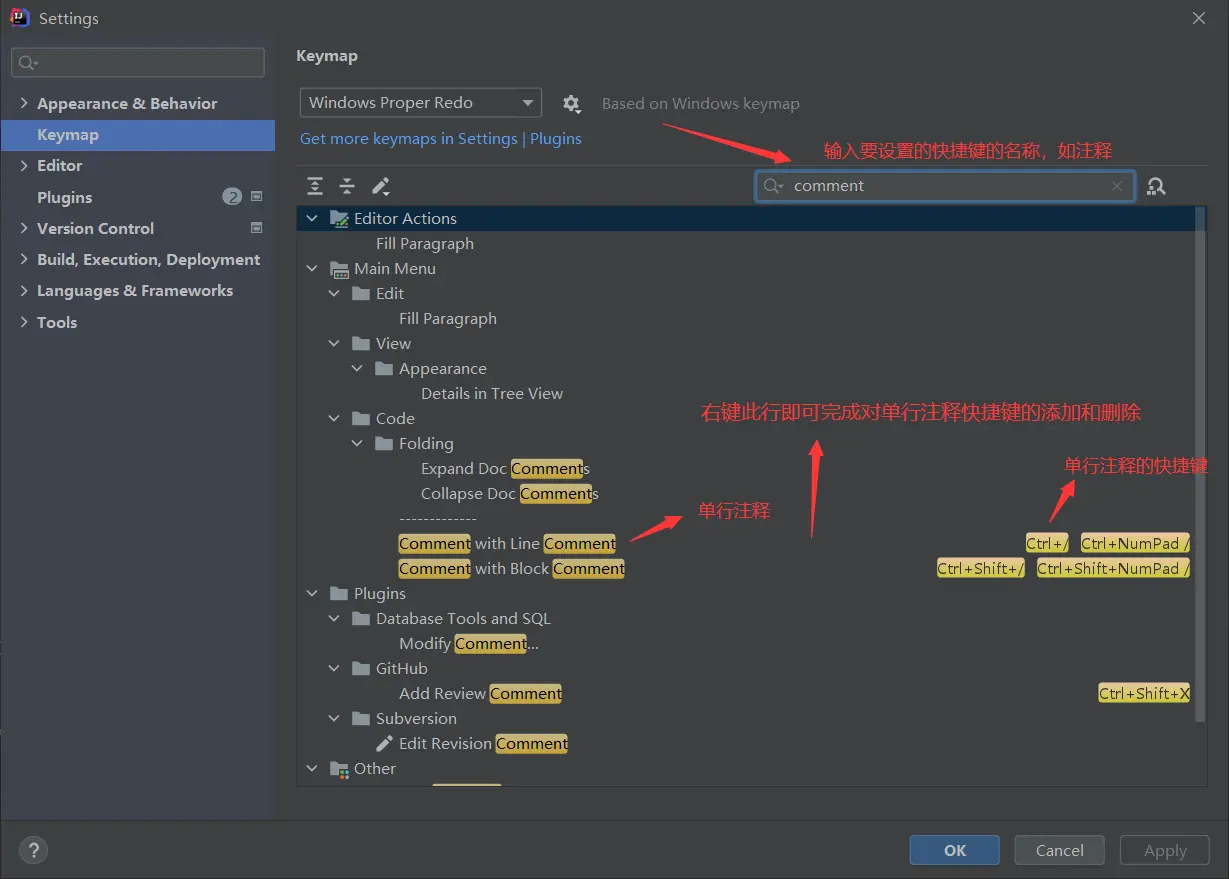 Settings
Keymap
Appearance & Behavior
Keymap
Editor
Plugins 2
Version Control
Build, Execution, Deployment
Languages & Frameworks
Tools
Windows Proper Redo
Based on Windows keymap
Get more keymaps in Settings | Plugins
输入要设置的快捷键的名称，如注释
comment
Editor Actions
Fill Paragraph
Main Menu
Edit
Fill Paragraph
View
Appearance
Details in Tree View
右键此行即可完成对单行注释快捷键的添加和删除
Code
Folding
单行注释的快捷键
Expand Doc Comments
Collapse Doc Comments
单行注释
-------------
Comment with Line Comment Ctrl+/ Ctrl+NumPad /
Comment with Block Comment Ctrl+Shift+/ Ctrl+Shift+NumPad /
Plugins
Database Tools and SQL
Modify Comment...
GitHub
Add Review Comment Ctrl+Shift+X
Subversion
Edit Revision Comment
Other
?
OK
Cancel
Apply